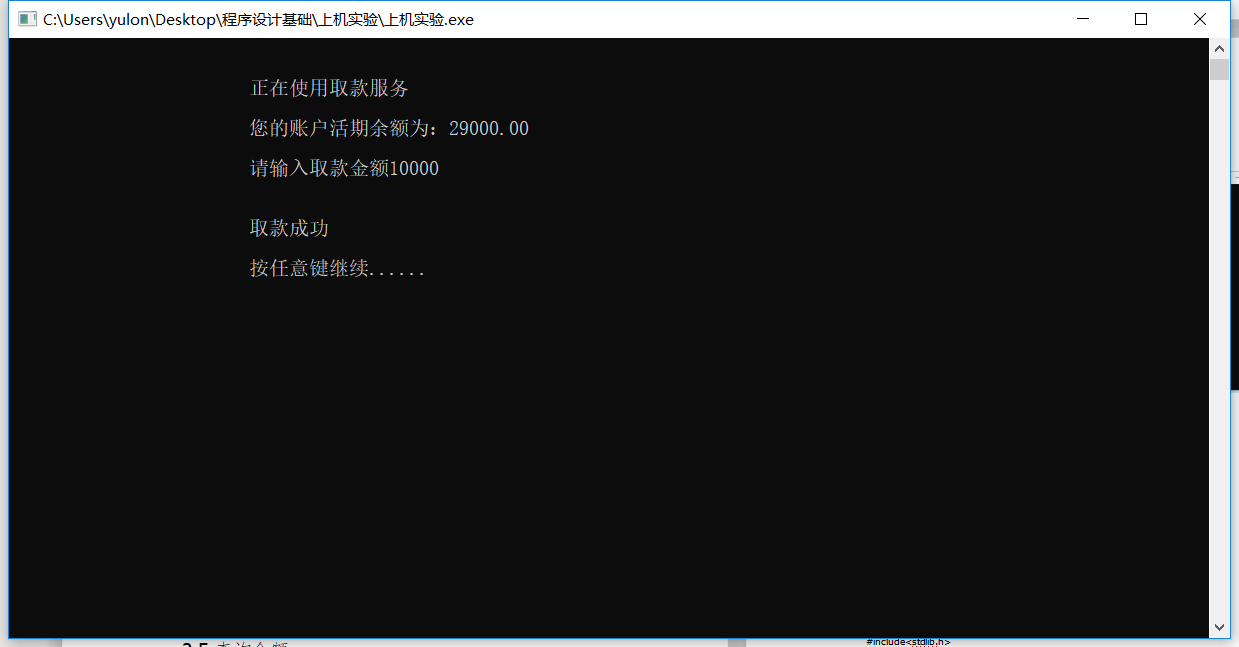 C:\Users\yulon\Desktop\程序设计基础\上机实验\上机实验.exe
正在使用取款服务
您的账户活期余额为：29000.00
请输入取款金额10000
取款成功
按任意键继续......
#include<stdlib.h>